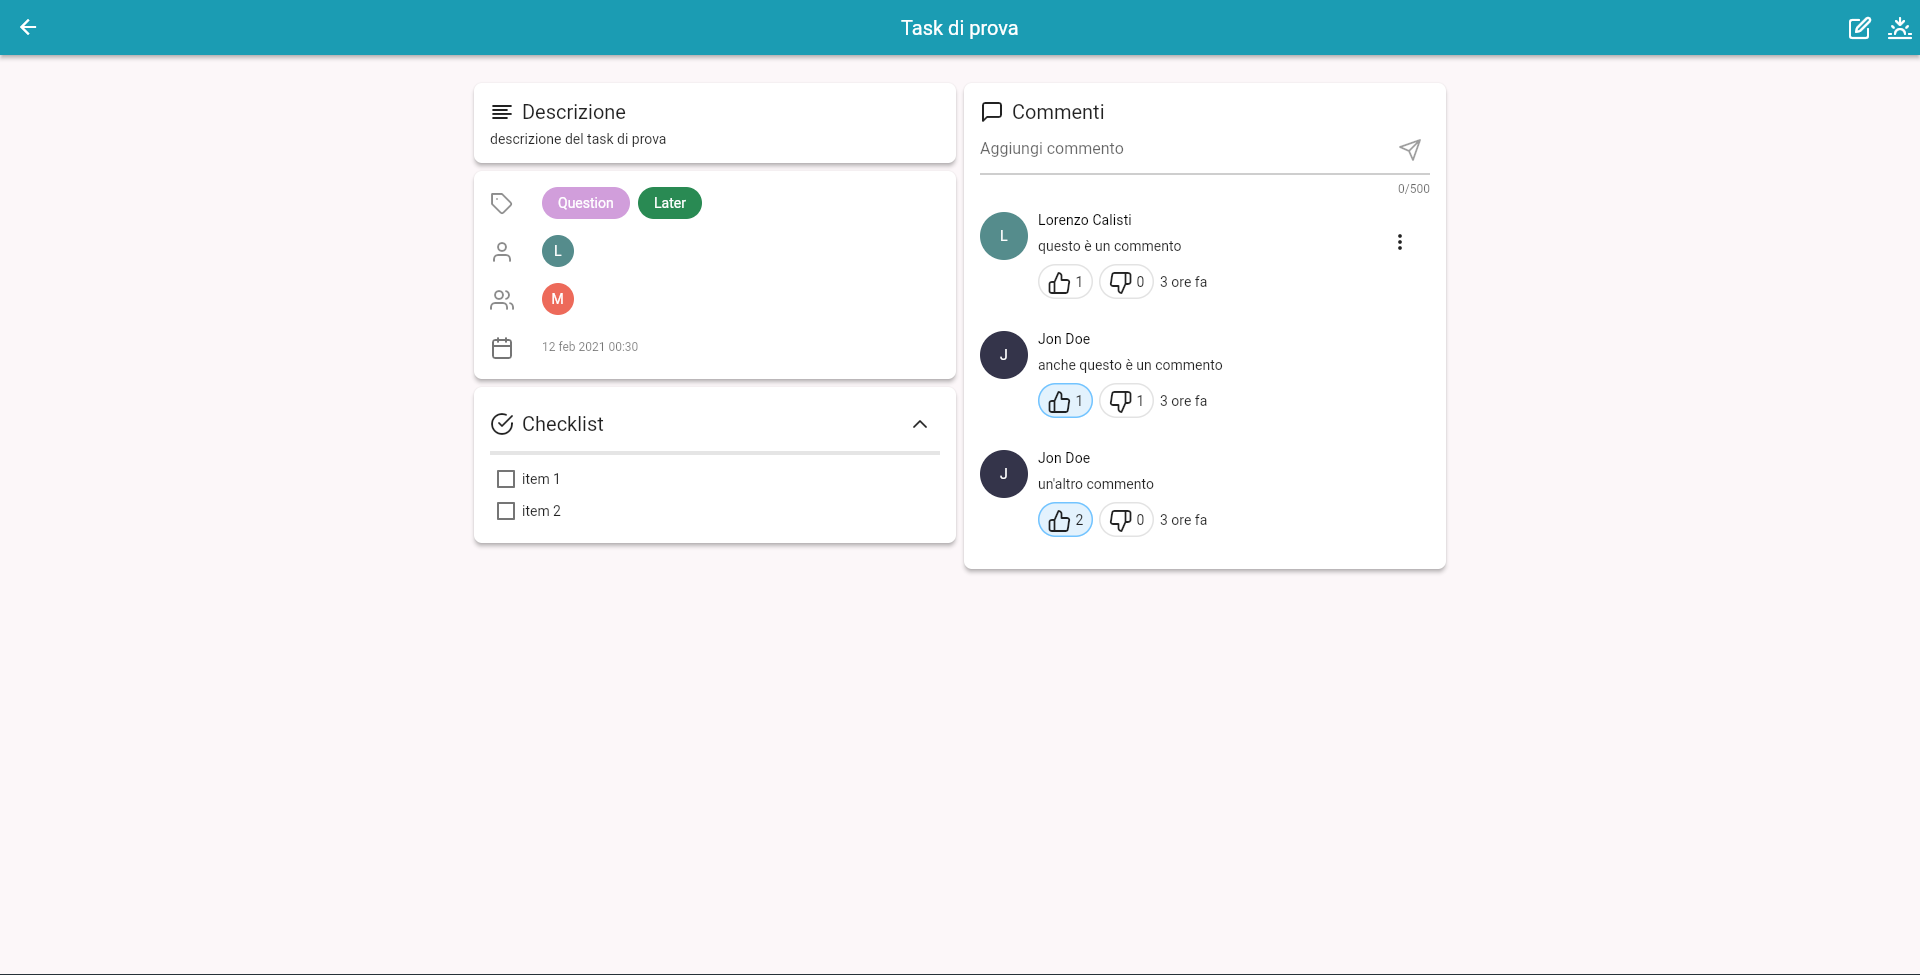 Task di prova
Descrizione
descrizione del task di prova
Question Later
L
M
12 feb 2021 00:30
Checklist
item 1
item 2
Commenti
Aggiungi commento
0/500
L
Lorenzo Calisti
questo è un commento
1 0 3 ore fa
J
Jon Doe
anche questo è un commento
1 1 3 ore fa
J
Jon Doe
un'altro commento
2 0 3 ore fa